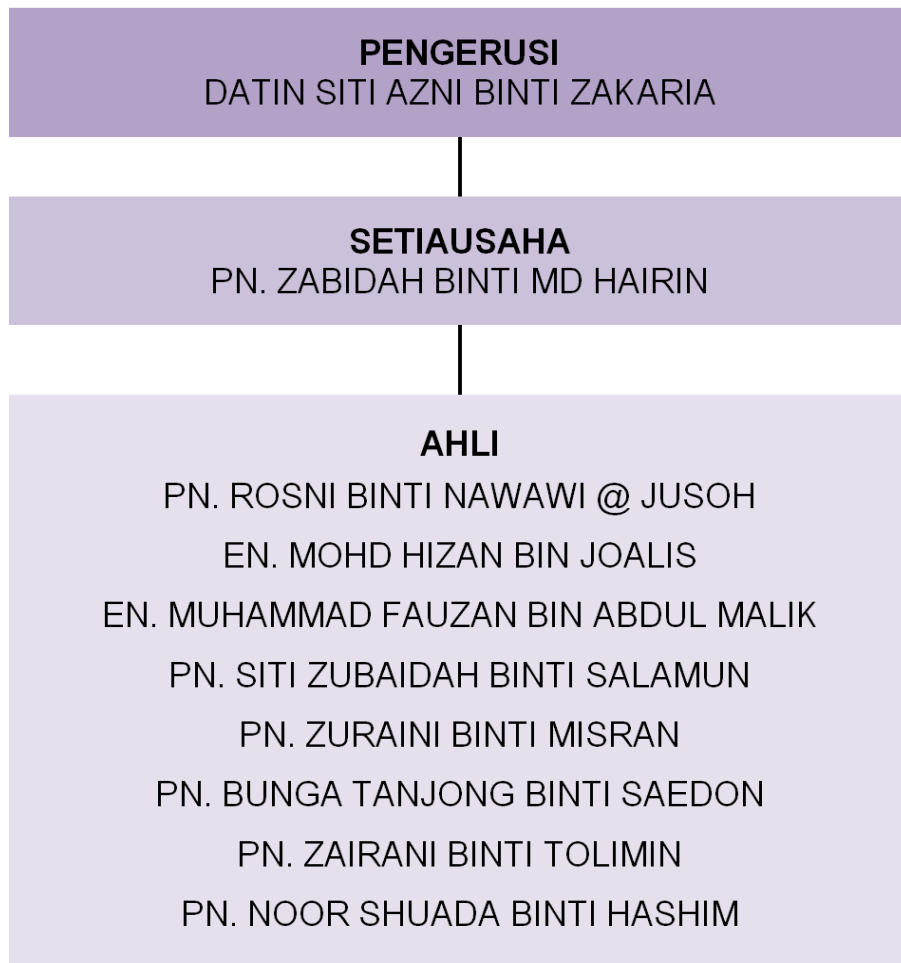 PENGERUSI
DATIN SITI AZNI BINTI ZAKARIA
SETIAUSAHA
PN. ZABIDAH BINTI MD HAIRIN
AHLI
PN. ROSNI BINTI NAWAWI @ JUSOH
EN. MOHD HIZAN BIN JOALIS
EN. MUHAMMAD FAUZAN BIN ABDUL MALIK
PN. SITI ZUBAIDAH BINTI SALAMUN
PN. ZURAINI BINTI MISRAN
PN. BUNGA TANJONG BINTI SAEDON
PN. ZAIRANI BINTI TOLIMIN
PN. NOOR SHUADA BINTI HASHIM